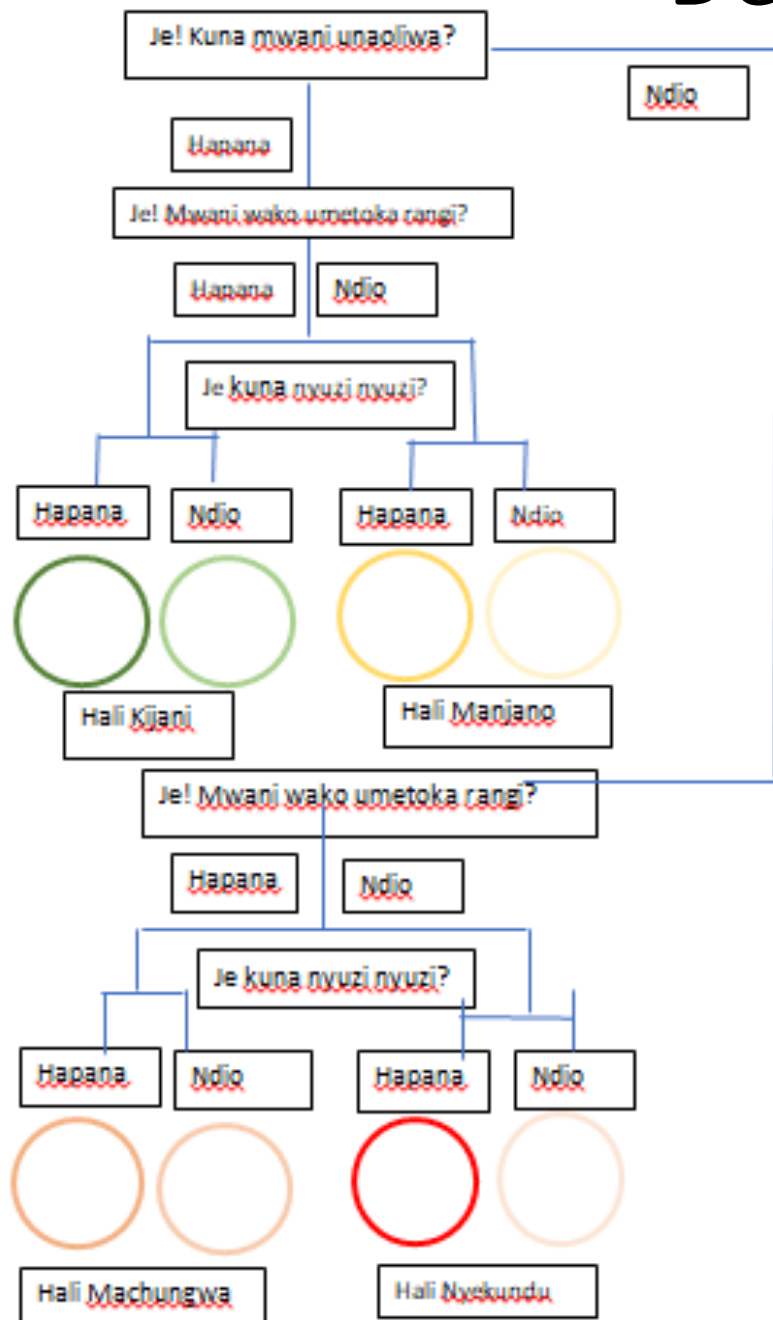 Je! Kuna mwani unaoliwa?
Ndio
Hapana
Je! Mwani wako umetoka rangi?
Hapana Ndio
Je kuna nyuzi nyuzi?
Hapana Ndio Hapana Ndio
Hali Kijani Hali Manjano
Je! Mwani wako umetoka rangi?
Hapana Ndio
Je kuna nyuzi nyuzi?
Hapana Ndio Hapana Ndio
Hali Machungwa Hali Nyekundu